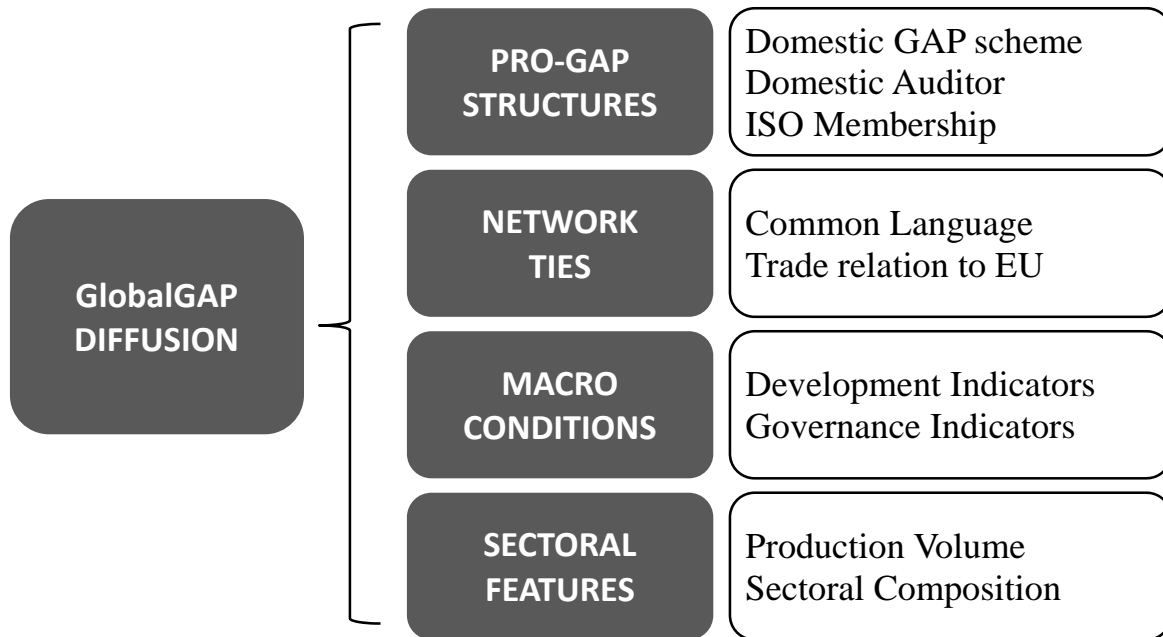 GlobalGAP
DIFFUSION
PRO-GAP
STRUCTURES
Domestic GAP scheme
Domestic Auditor
ISO Membership
NETWORK
TIES
Common Language
Trade relation to EU
MACRO
CONDITIONS
Development Indicators
Governance Indicators
SECTORAL
FEATURES
Production Volume
Sectoral Composition